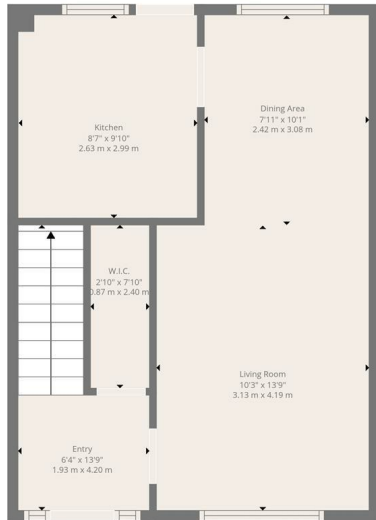 Kitchen
8'7" x 9'10"
2.63 m x 2.99 m
Dining Area
7'11" x 10'1"
2.42 m x 3.08 m
W.I.C.
2'10" x 7'10"
0.87 m x 2.40 m
Living Room
10'3" x 13'9"
3.13 m x 4.19 m
Entry
6'4" x 13'9"
1.93 m x 4.20 m